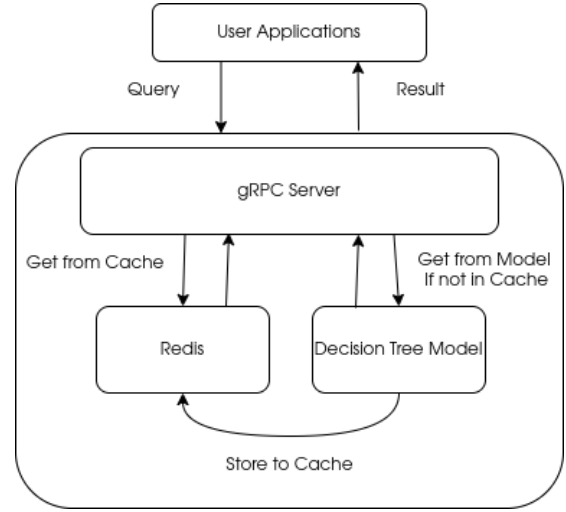 User Applications
Query
Result
gRPC Server
Get from Cache
Get from Model
If not in Cache
Redis
Decision Tree Model
Store to Cache